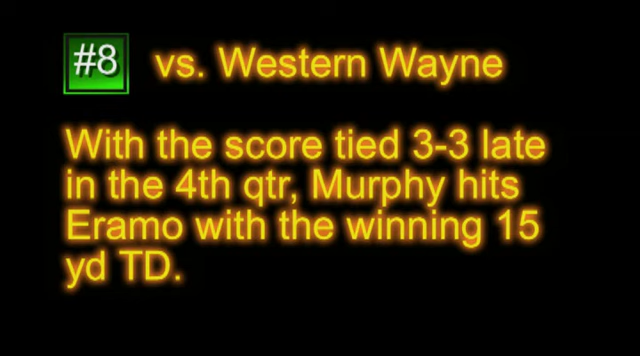 #8 vs. Western Wayne
With the score tied 3-3 late
in the 4th qtr, Murphy hits
Eramo with the winning 15
yd TD.